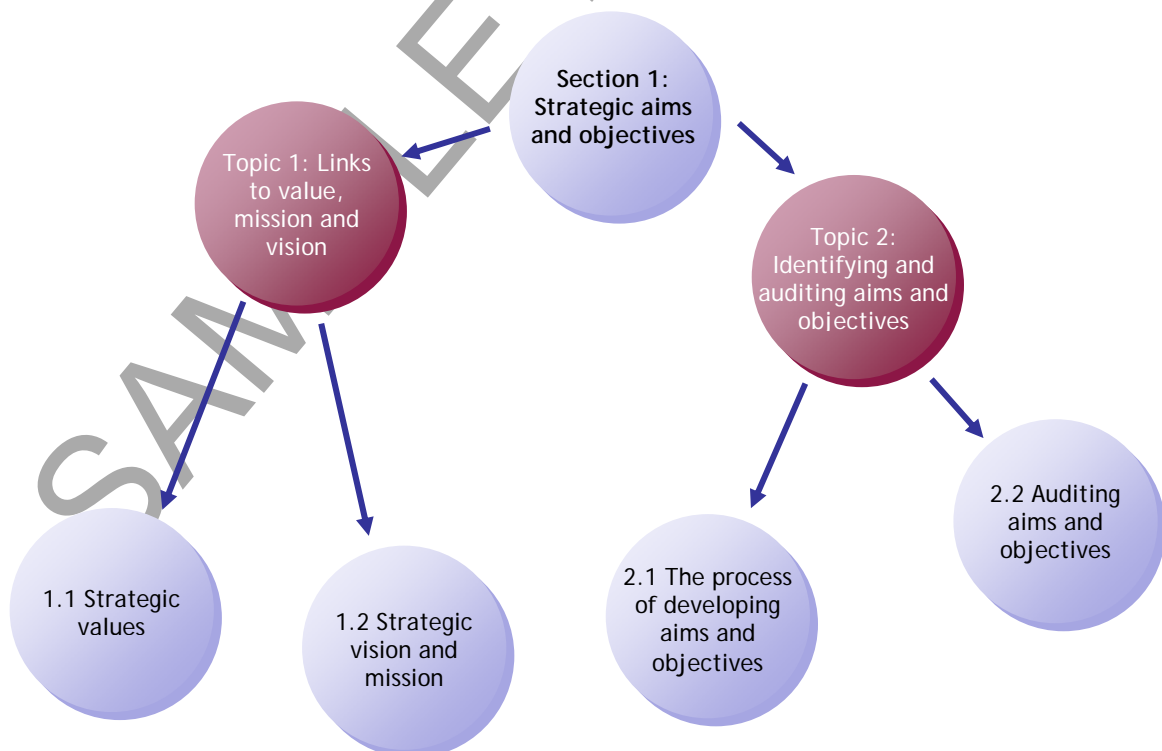 Section 1:
Strategic aims
and objectives
Topic 1: Links
to value,
mission and
vision
Topic 2:
Identifying and
auditing aims and
objectives
1.1 Strategic
values
1.2 Strategic
vision and
mission
2.1 The process
of developing
aims and
objectives
2.2 Auditing
aims and
objectives
SAMPLE